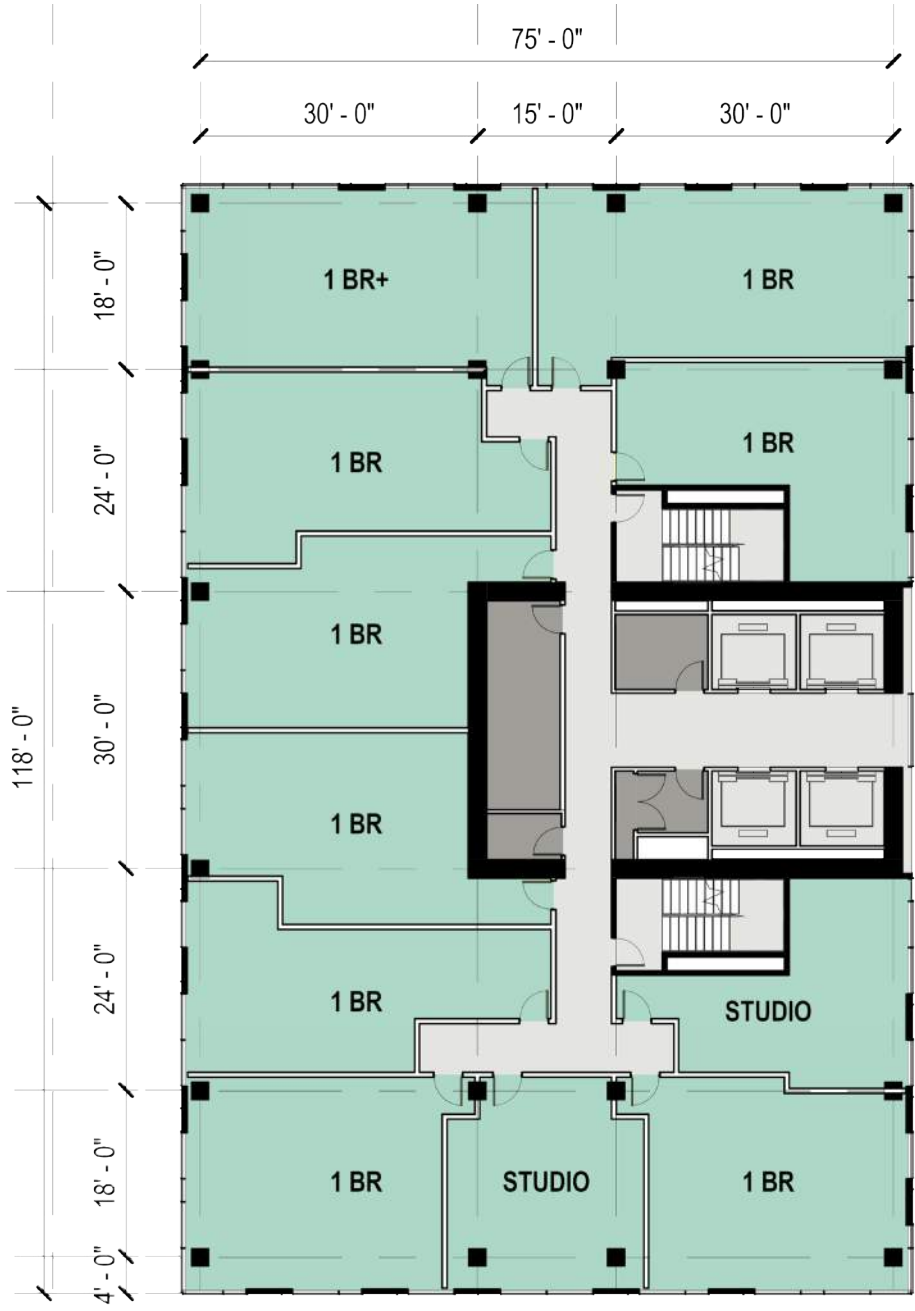 75' - 0"
30' - 0"
15' - 0"
30' - 0"
18' - 0"
1 BR+
1 BR
24' - 0"
1 BR
1 BR
118' - 0"
30' - 0"
1 BR
1 BR
24' - 0"
1 BR
STUDIO
18' - 0"
1 BR
STUDIO
1 BR
4' - 0"